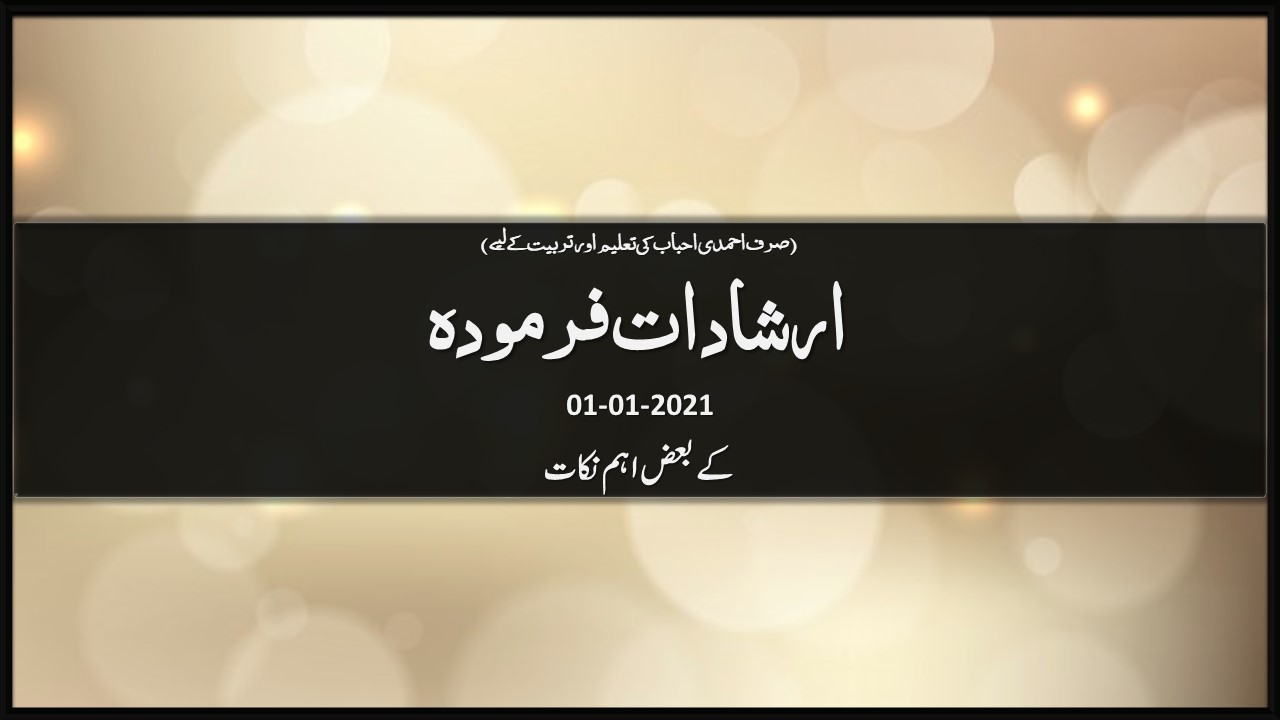 (صرف احمدی احباب کی تعلیم اور تربیت کے لیے)
ارشادات فرمودہ
01-01-2021
کے بعض اہم نکات